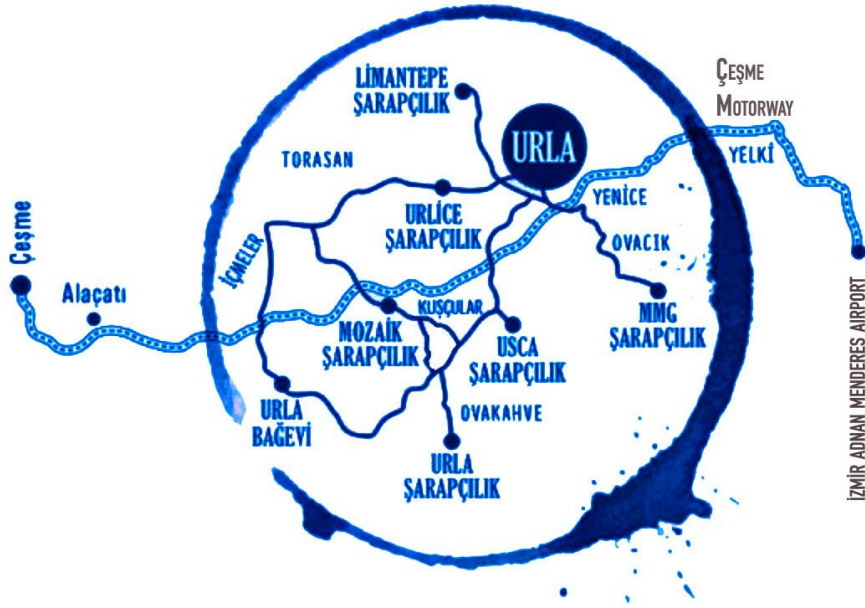 LİMANTEPE
ŞARAPÇILIK
ÇEŞME
MOTORWAY
URLA
TORASAN
YELKİ
YENİCE
URLİCE
ŞARAPÇILIK
İÇMELER
OVACIK
Çeşme
Alaçatı
KUŞÇULAR
MOZAİK
ŞARAPÇILIK
USCA
ŞARAPÇILIK
MMG
ŞARAPÇILIK
URLA
BAĞEVİ
OVAKAHVE
URLA
ŞARAPÇILIK
İZMİR ADNAN MENDERES AIRPORT